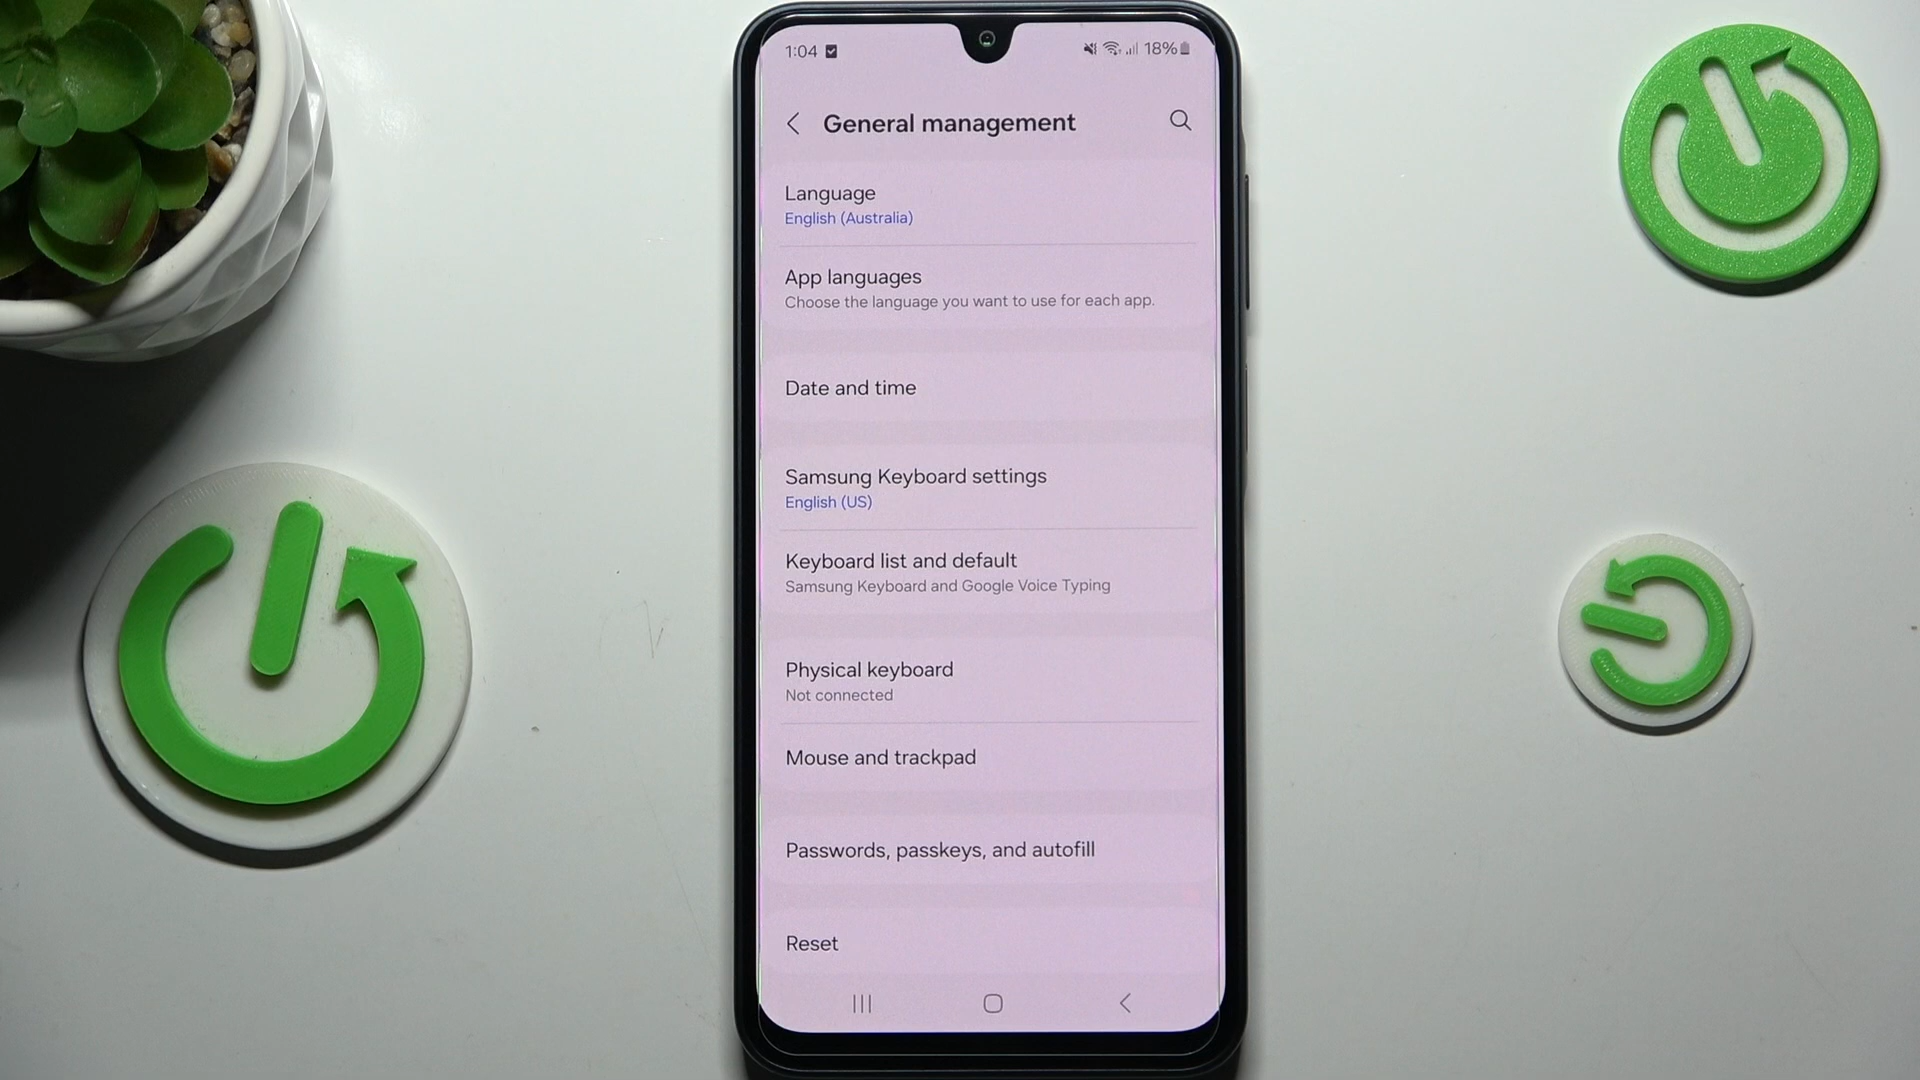 1:04
18%
General management
Language
English (Australia)
App languages
Choose the language you want to use for each app.
Date and time
Samsung Keyboard settings
English (US)
Keyboard list and default
Samsung Keyboard and Google Voice Typing
Physical keyboard
Not connected
Mouse and trackpad
Passwords, passkeys, and autofill
Reset